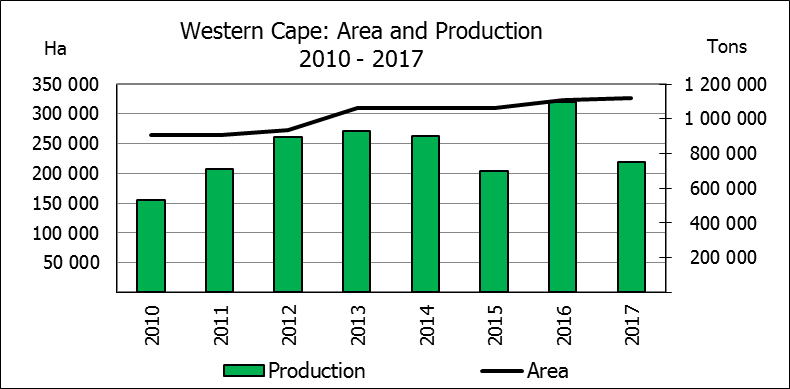 Western Cape: Area and Production
2010 - 2017
Ha
Tons
350 000
300 000
250 000
200 000
150 000
100 000
50 000
1 200 000
1 000 000
800 000
600 000
400 000
200 000
2010
2011
2012
2013
2014
2015
2016
2017
Production
Area